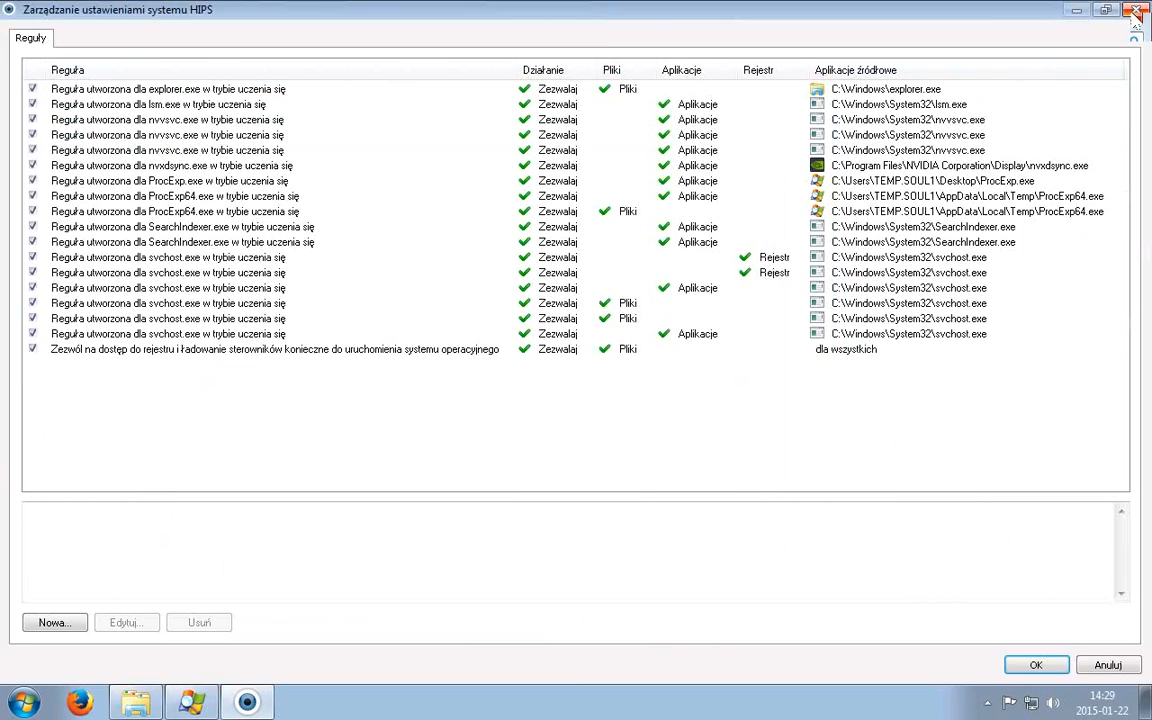 Zarządzanie ustawieniami systemu HIPS
Reguły
Reguła Działanie Pliki Aplikacje Rejestr Aplikacje źródłowe
Reguła utworzona dla explorer.exe w trybie uczenia się Zezwalaj Pliki C:\Windows\explorer.exe
Reguła utworzona dla lsm.exe w trybie uczenia się Zezwalaj Aplikacje C:\Windows\System32\lsm.exe
Reguła utworzona dla nvvsvc.exe w trybie uczenia się Zezwalaj Aplikacje C:\Windows\System32\nvvsvc.exe
Reguła utworzona dla nvvsvc.exe w trybie uczenia się Zezwalaj Aplikacje C:\Windows\System32\nvvsvc.exe
Reguła utworzona dla nvvsvc.exe w trybie uczenia się Zezwalaj Aplikacje C:\Windows\System32\nvvsvc.exe
Reguła utworzona dla nvxdsync.exe w trybie uczenia się Zezwalaj Aplikacje C:\Program Files\NVIDIA Corporation\Display\nvxdsync.exe
Reguła utworzona dla ProcExp.exe w trybie uczenia się Zezwalaj Aplikacje C:\Users\TEMP.SOUL1\Desktop\ProcExp.exe
Reguła utworzona dla ProcExp64.exe w trybie uczenia się Zezwalaj Aplikacje C:\Users\TEMP.SOUL1\AppData\Local\Temp\ProcExp64.exe
Reguła utworzona dla ProcExp64.exe w trybie uczenia się Zezwalaj Pliki C:\Users\TEMP.SOUL1\AppData\Local\Temp\ProcExp64.exe
Reguła utworzona dla SearchIndexer.exe w trybie uczenia się Zezwalaj Aplikacje C:\Windows\System32\SearchIndexer.exe
Reguła utworzona dla SearchIndexer.exe w trybie uczenia się Zezwalaj Aplikacje C:\Windows\System32\SearchIndexer.exe
Reguła utworzona dla svchost.exe w trybie uczenia się Zezwalaj Rejestr C:\Windows\System32\svchost.exe
Reguła utworzona dla svchost.exe w trybie uczenia się Zezwalaj Rejestr C:\Windows\System32\svchost.exe
Reguła utworzona dla svchost.exe w trybie uczenia się Zezwalaj Aplikacje C:\Windows\System32\svchost.exe
Reguła utworzona dla svchost.exe w trybie uczenia się Zezwalaj Pliki C:\Windows\System32\svchost.exe
Reguła utworzona dla svchost.exe w trybie uczenia się Zezwalaj Pliki C:\Windows\System32\svchost.exe
Reguła utworzona dla svchost.exe w trybie uczenia się Zezwalaj Aplikacje C:\Windows\System32\svchost.exe
Zezwól na dostęp do rejestru i ładowanie sterowników konieczne do uruchomienia systemu operacyjnego Zezwalaj Pliki dla wszystkich
Nowa... Edytuj... Usuń
OK Anuluj
14:29
2015-01-22